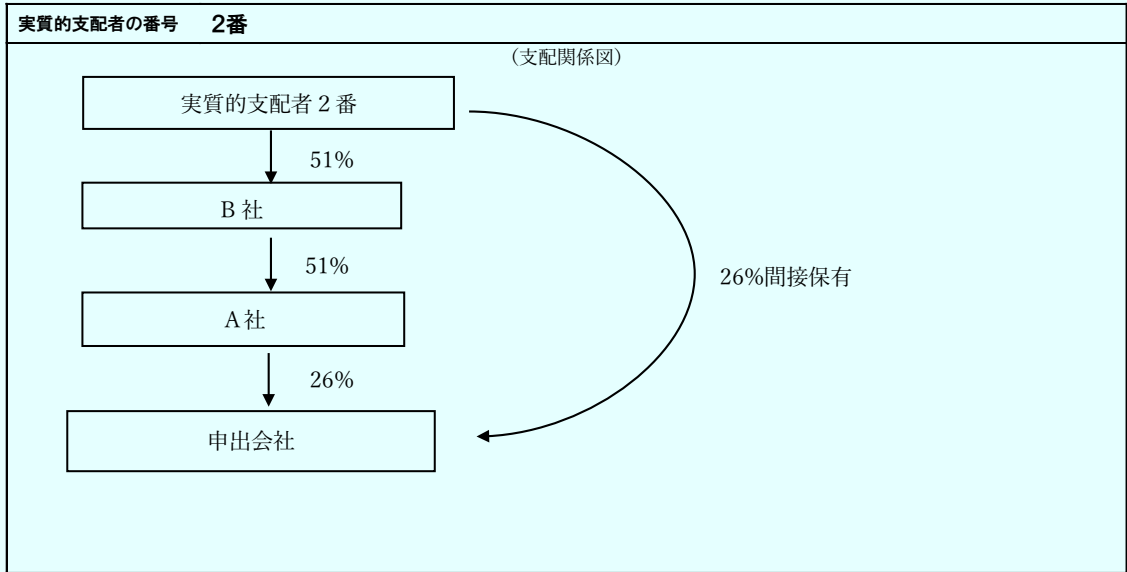 実質的支配者の番号 2番
（支配関係図）
実質的支配者２番
51%
Ｂ社
51%
Ａ社
26%
申出会社
26%間接保有